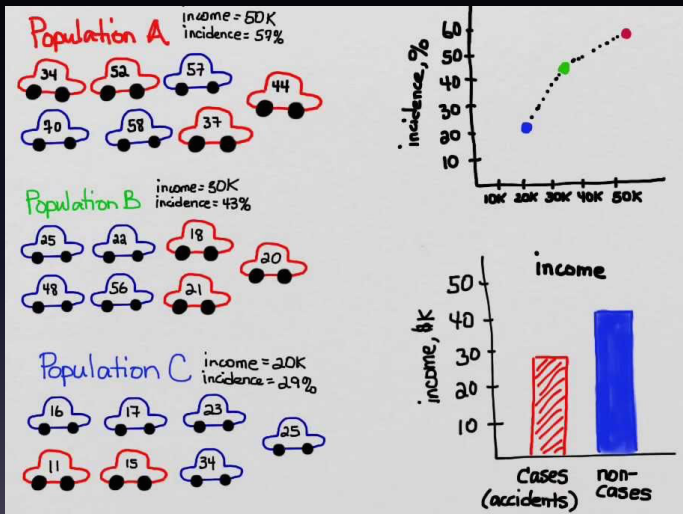 Population A
income = 50K
incidence = 57%
34 52 57 44
70 58 37
Population B
income = 30K
incidence = 43%
25 22 18 20
48 56 21
Population C
income = 20K
incidence = 29%
16 17 23 25
11 15 34
incidence, %
60
50
40
30
20
10
10K 20K 30K 40K 50K
income
income, $K
50
40
30
20
10
Cases
(accidents)
non-
cases